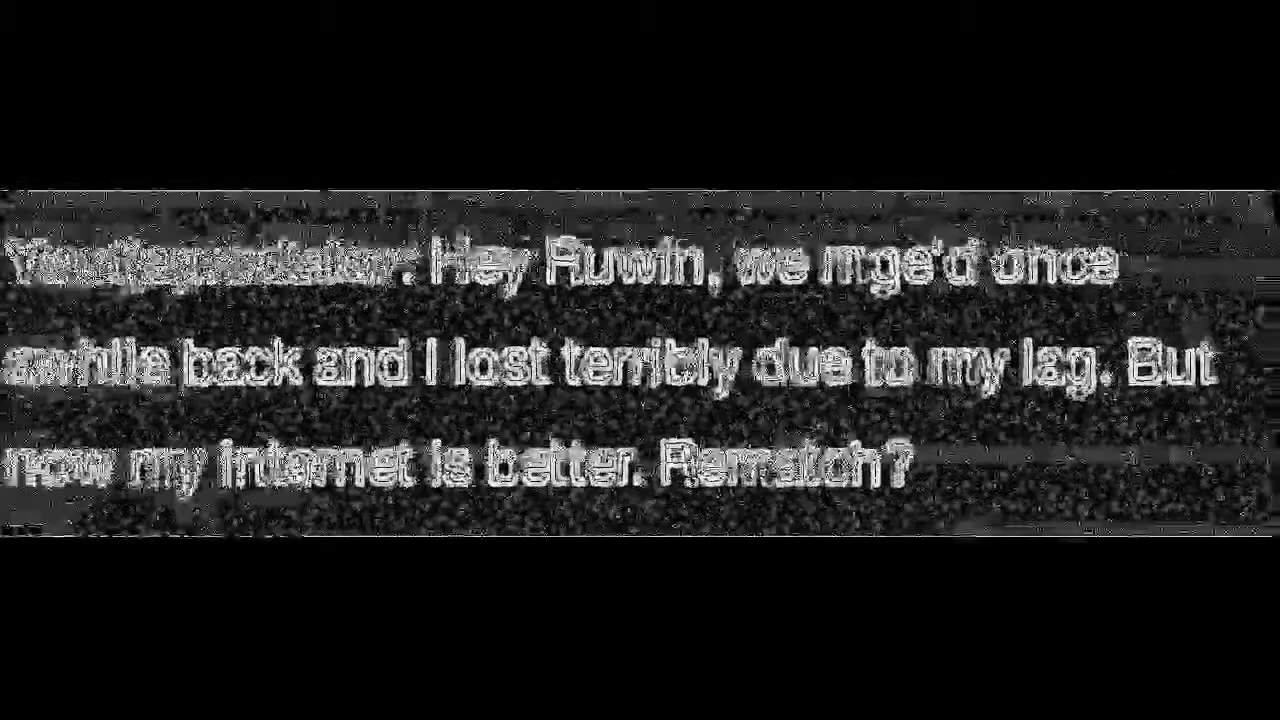 : Hey Ruwin, we mge'd once
awhile back and I lost terribly due to my lag. But
now my internet is better. Rematch?